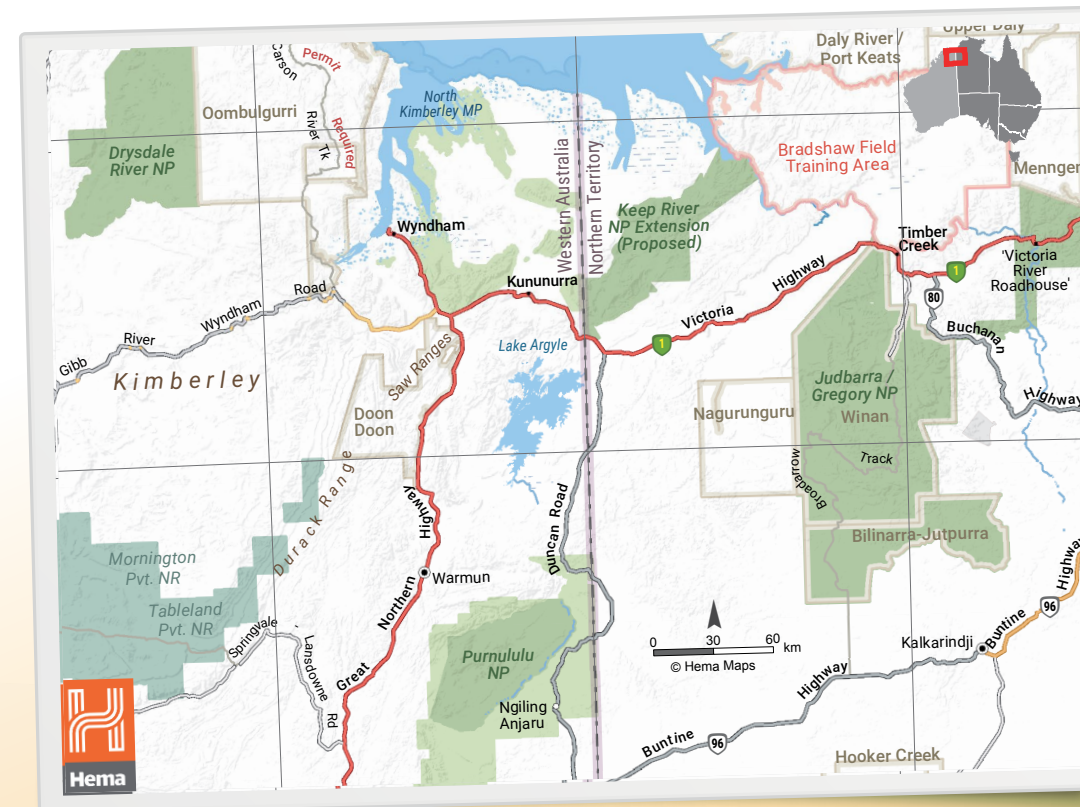 Upper Daly
Daly River /
Port Keats
Carson
River Tk
Permit
Required
Oombulgurri
Drysdale
River NP
North
Kimberley MP
Western Australia
Northern Territory
Bradshaw Field
Training Area
Mennger
Keep River
NP Extension
(Proposed)
Wyndham
Timber
Creek
'Victoria
River
Roadhouse'
1
80
Kununurra
Victoria
Highway
1
Gibb
River
Wyndham
Road
Buchanan
Highway
Lake Argyle
Saw Ranges
Kimberley
Doon
Doon
Judbarra /
Gregory NP
Winan
Nagurunguru
Track
Broadarrow
Durack Range
Highway
Duncan Road
Bilinarra-Jutpurra
Mornington
Pvt. NR
Tableland
Pvt. NR
Warmun
Northern
Great
Springvale
Lansdowne
Rd
Purnululu
NP
Ngiling
Anjaru
0
30
60
km
© Hema Maps
Kalkarindji
Buntine
96
Highway
Highway
Buntine
96
Hooker Creek
Hema